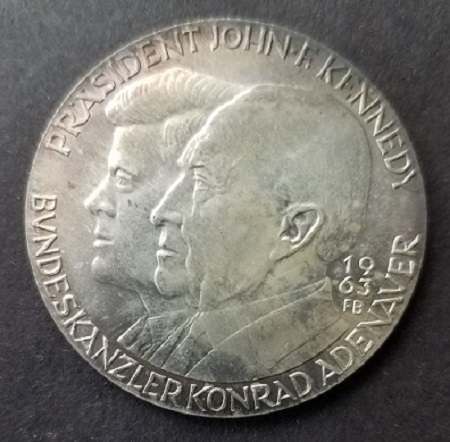 PRÄSIDENT JOHN·F. KENNEDY
BVNDESKANZLER KONRAD ADENAVER
19
63
FB